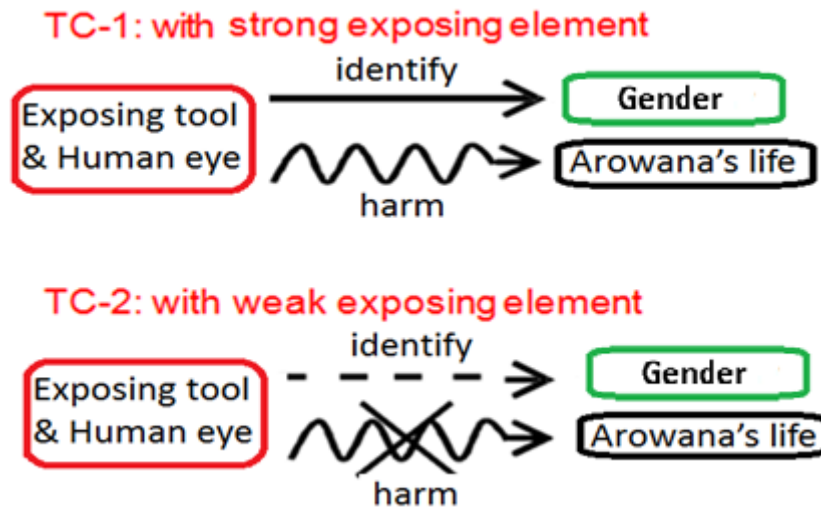 TC-1: with strong exposing element
identify
Gender
Exposing tool
& Human eye
Arowana's life
harm
TC-2: with weak exposing element
identify
Gender
Exposing tool
& Human eye
Arowana's life
harm